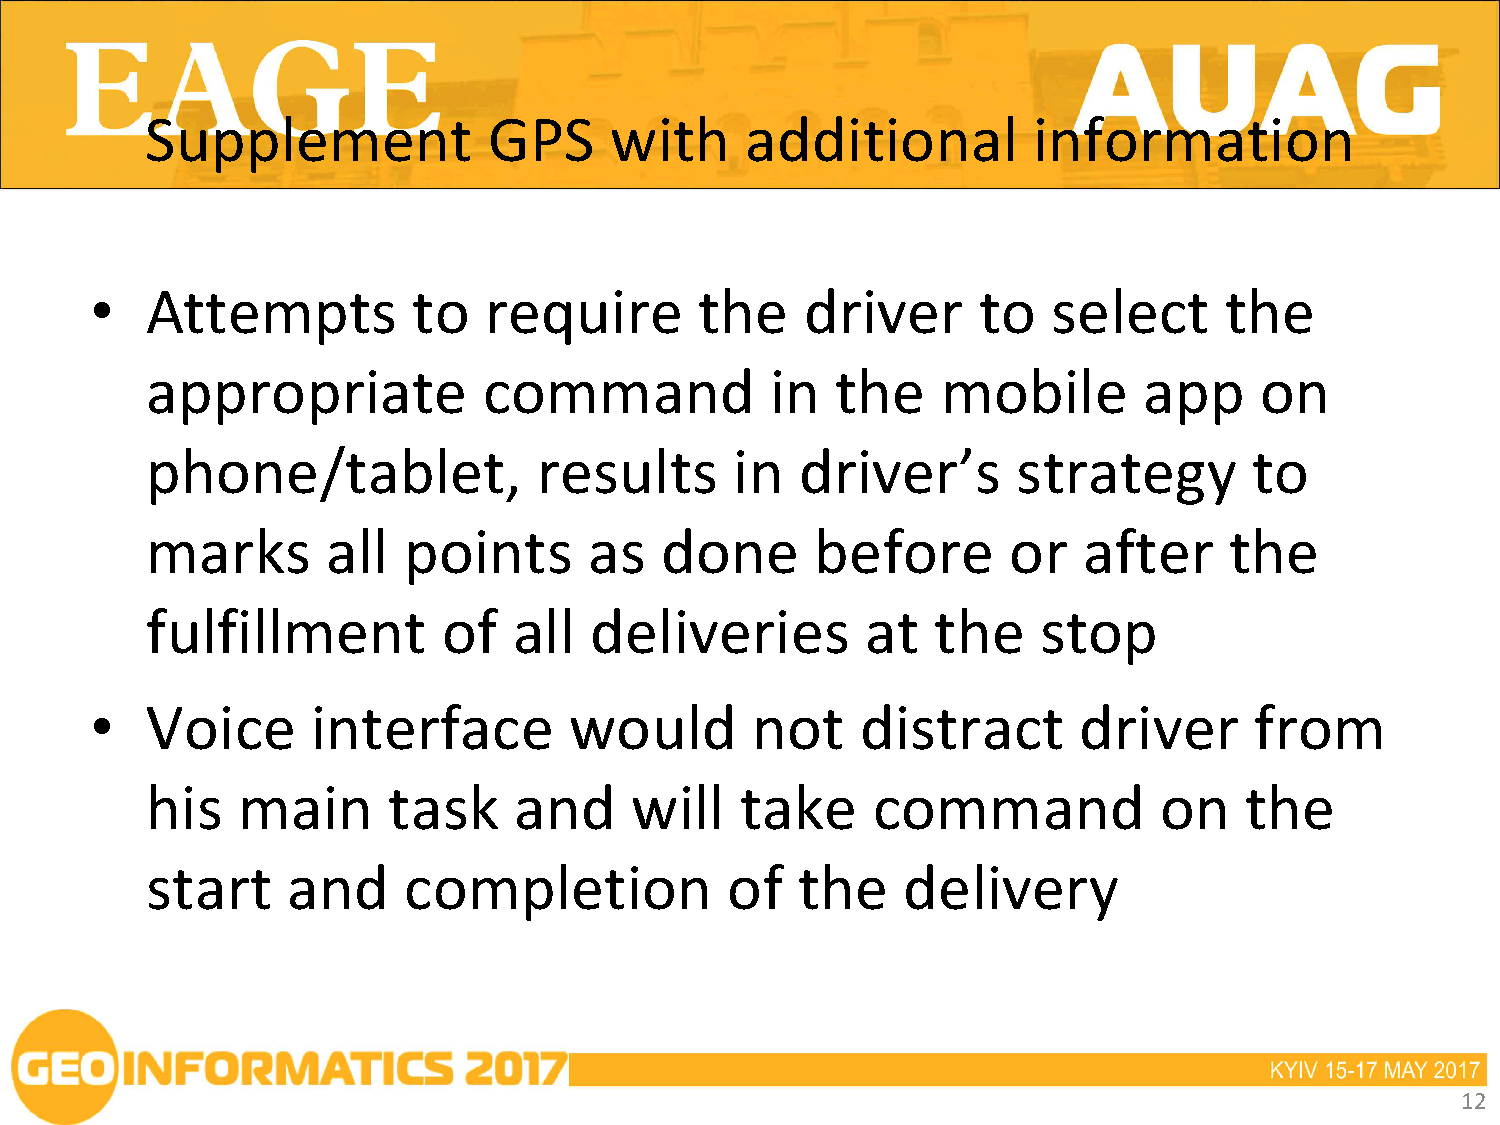 EAGE
AUAG
Supplement GPS with additional information
• Attempts to require the driver to select the
appropriate command in the mobile app on
phone/tablet, results in driver’s strategy to
marks all points as done before or after the
fulfillment of all deliveries at the stop
• Voice interface would not distract driver from
his main task and will take command on the
start and completion of the delivery
GEOINFORMATICS 2017
KYIV 15-17 MAY 2017
12